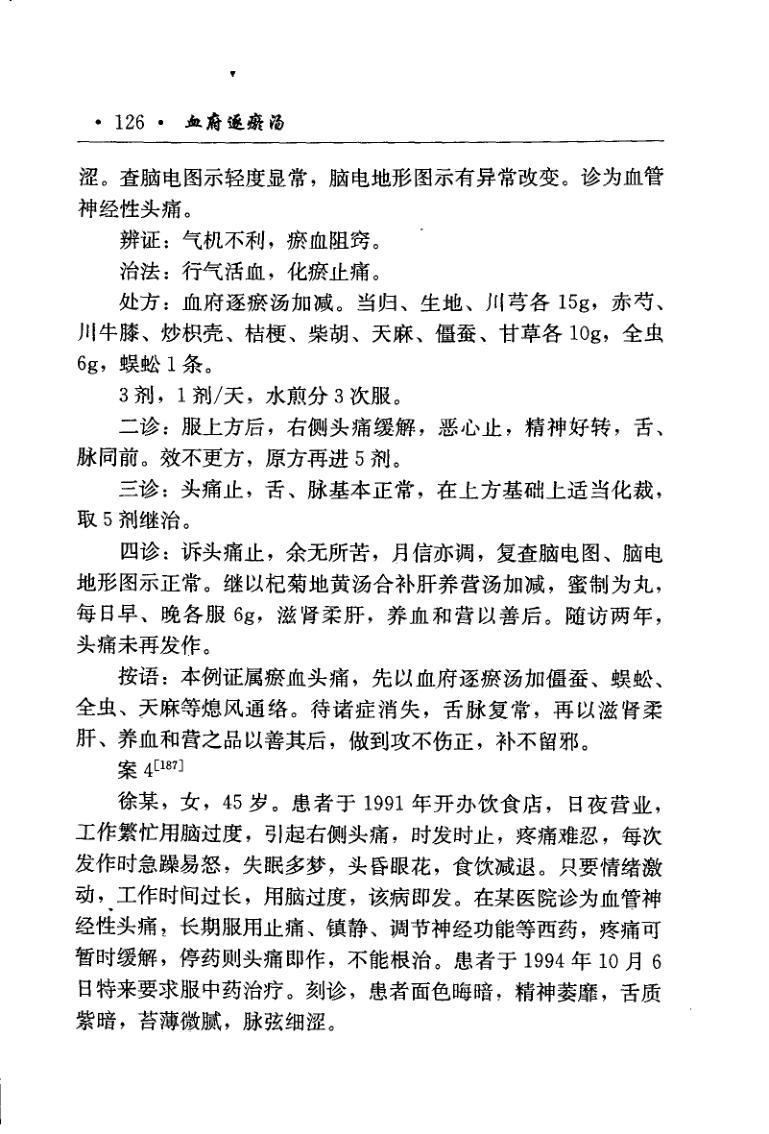 · 126 · 血府逐瘀汤
涩。查脑电图示轻度显常，脑电地形图示有异常改变。诊为血管
神经性头痛。
辨证：气机不利，瘀血阻窍。
治法：行气活血，化瘀止痛。
处方：血府逐瘀汤加减。当归、生地、川芎各 15g，赤芍、
川牛膝、炒枳壳、桔梗、柴胡、天麻、僵蚕、甘草各 10g，全虫
6g，蜈蚣 1 条。
3 剂，1 剂/天，水煎分 3 次服。
二诊：服上方后，右侧头痛缓解，恶心止，精神好转，舌、
脉同前。效不更方，原方再进 5 剂。
三诊：头痛止，舌、脉基本正常，在上方基础上适当化裁，
取 5 剂继治。
四诊：诉头痛止，余无所苦，月信亦调，复查脑电图、脑电
地形图示正常。继以杞菊地黄汤合补肝养营汤加减，蜜制为丸，
每日早、晚各服 6g，滋肾柔肝，养血和营以善后。随访两年，
头痛未再发作。
按语：本例证属瘀血头痛，先以血府逐瘀汤加僵蚕、蜈蚣、
全虫、天麻等熄风通络。待诸症消失，舌脉复常，再以滋肾柔
肝、养血和营之品以善其后，做到攻不伤正，补不留邪。
案 4[187]
徐某，女，45 岁。患者于 1991 年开办饮食店，日夜营业，
工作繁忙用脑过度，引起右侧头痛，时发时止，疼痛难忍，每次
发作时急躁易怒，失眠多梦，头昏眼花，食饮减退。只要情绪激
动，工作时间过长，用脑过度，该病即发。在某医院诊为血管神
经性头痛，长期服用止痛、镇静、调节神经功能等西药，疼痛可
暂时缓解，停药则头痛即作，不能根治。患者于 1994 年 10 月 6
日特来要求服中药治疗。刻诊，患者面色晦暗，精神萎靡，舌质
紫暗，苔薄微腻，脉弦细涩。